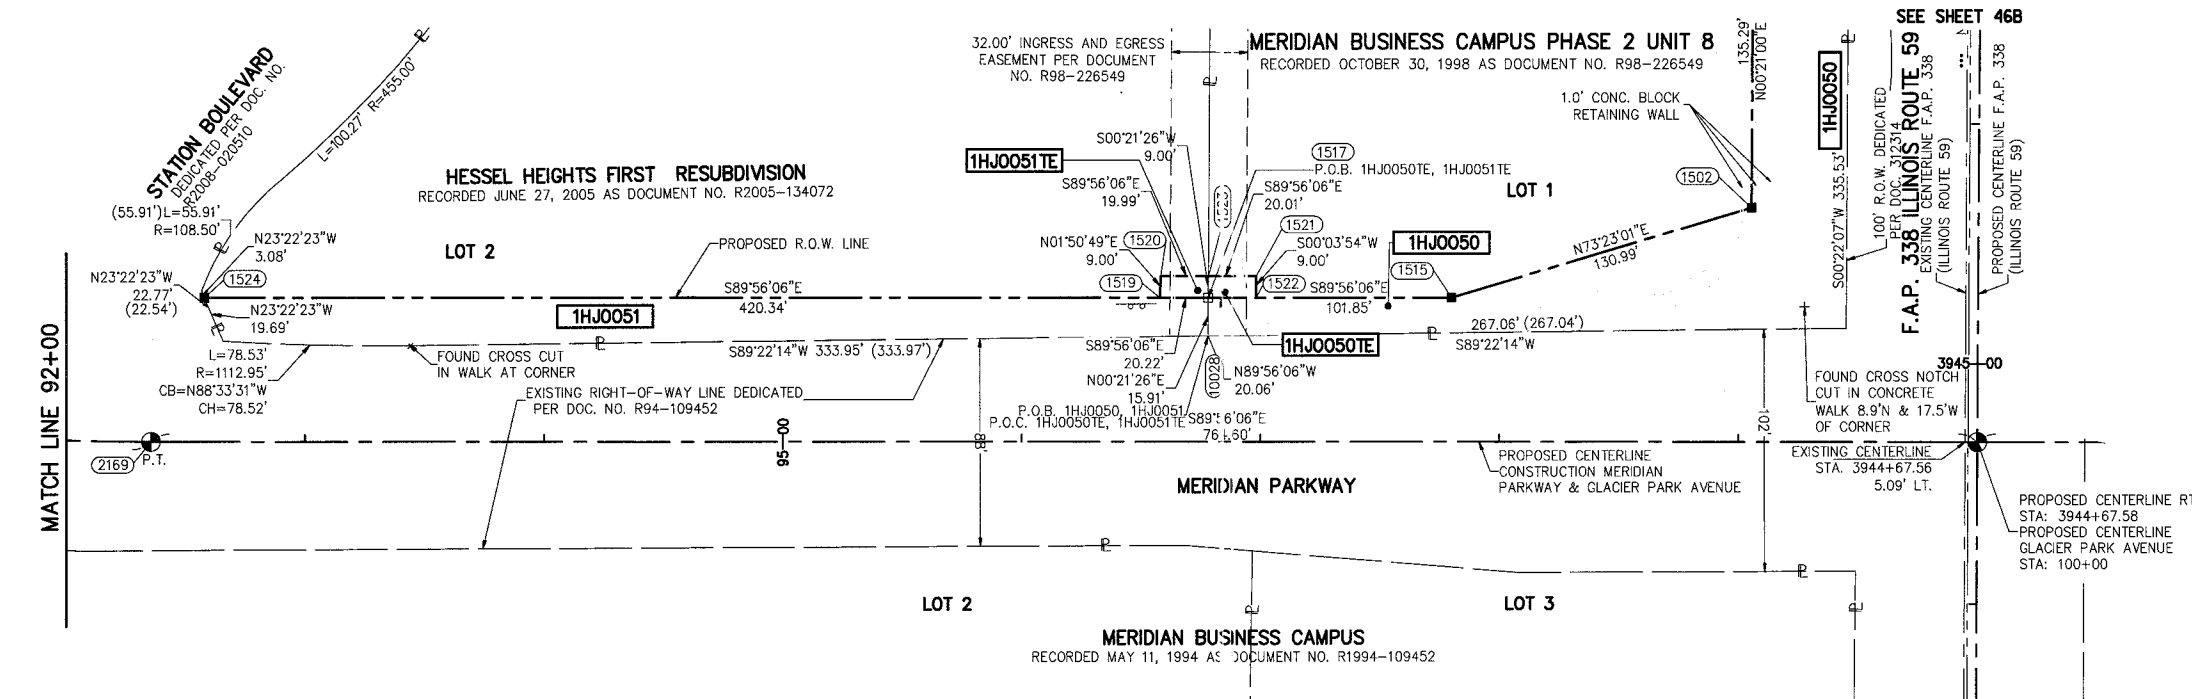 SEE SHEET 46B
STATION BOULEVARD
DEDICATED PER DOC. NO.
R2008-020510
L=100.27' R=455.00'
(55.91')L=55.91'
R=108.50'
N23°22'23"W
3.08'
1524
N23°22'23"W
22.77'
(22.54')
N23°22'23"W
19.69'
L=78.53'
R=1112.95'
CB=N88°33'31"W
CH=78.52'
MATCH LINE 92+00
2169
P.T.
HESSEL HEIGHTS FIRST RESUBDIVISION
RECORDED JUNE 27, 2005 AS DOCUMENT NO. R2005-134072
LOT 2
PROPOSED R.O.W. LINE
S89°56'06"E
420.34'
1HJ0051
FOUND CROSS CUT
IN WALK AT CORNER
S89°22'14"W 333.95' (333.97')
EXISTING RIGHT-OF-WAY LINE DEDICATED
PER DOC. NO. R94-109452
95+00
88'
32.00' INGRESS AND EGRESS
EASEMENT PER DOCUMENT
NO. R98-226549
MERIDIAN BUSINESS CAMPUS PHASE 2 UNIT 8
RECORDED OCTOBER 30, 1998 AS DOCUMENT NO. R98-226549
S00°21'26"W
9.00'
1HJ0051TE
S89°56'06"E
19.99'
N01°50'49"E
9.00'
1520
1519
1523
1517
P.O.B. 1HJ0050TE, 1HJ0051TE
S89°56'06"E
20.01'
1521
S00°03'54"W
9.00'
1522
S89°56'06"E
101.85'
1HJ0050
1515
1HJ0050TE
S89°56'06"E
20.22'
N00°21'26"E
15.91'
10028
N89°56'06"W
20.06'
P.O.B. 1HJ0050, 1HJ0051
P.O.C. 1HJ0050TE, 1HJ0051TE
S89°56'06"E
LOT 1
1.0' CONC. BLOCK
RETAINING WALL
1502
N73°23'01"E
130.99'
135.29'
N00°21'00"E
267.06' (267.04')
S89°22'14"W
102'
1HJ0050
S00°22'07"W 335.53'
100' R.O.W. DEDICATED
PER DOC. 312314
F.A.P. 338 ILLINOIS ROUTE 59
EXISTING CENTERLINE F.A.P. 338
(ILLINOIS ROUTE 59)
PROPOSED CENTERLINE F.A.P. 338
(ILLINOIS ROUTE 59)
3945+00
FOUND CROSS NOTCH
CUT IN CONCRETE
WALK 8.9'N & 17.5'W
OF CORNER
EXISTING CENTERLINE
STA. 3944+67.56
5.09' LT.
PROPOSED CENTERLINE
CONSTRUCTION MERIDIAN
PARKWAY & GLACIER PARK AVENUE
MERIDIAN PARKWAY
PROPOSED CENTERLINE RT
STA: 3944+67.58
PROPOSED CENTERLINE
GLACIER PARK AVENUE
STA: 100+00
LOT 2
LOT 3
MERIDIAN BUSINESS CAMPUS
RECORDED MAY 11, 1994 AS DOCUMENT NO. R1994-109452